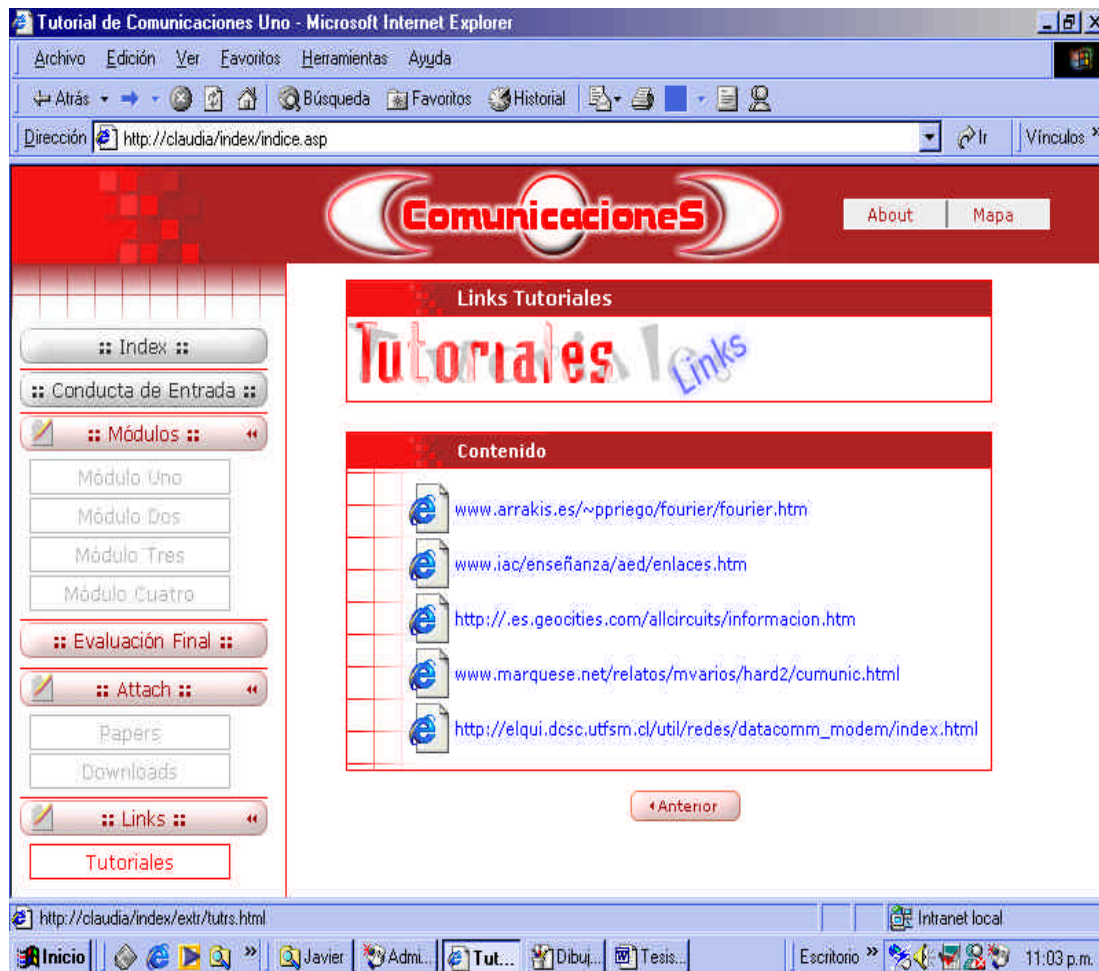 Tutorial de Comunicaciones Uno - Microsoft Internet Explorer
Archivo Edición Ver Favoritos Herramientas Ayuda
Atrás Búsqueda Favoritos Historial
Dirección http://claudia/index/indice.asp Ir Vínculos »
ComunicacioneS
About Mapa
:: Index ::
:: Conducta de Entrada ::
:: Módulos ::
Módulo Uno
Módulo Dos
Módulo Tres
Módulo Cuatro
:: Evaluación Final ::
:: Attach ::
Papers
Downloads
:: Links ::
Tutoriales
Links Tutoriales
Tutoriales Links
Contenido
www.arrakis.es/~ppriego/fourier/fourier.htm
www.iac/enseñanza/aed/enlaces.htm
http://.es.geocities.com/allcircuits/informacion.htm
www.marquese.net/relatos/mvarios/hard2/cumunic.html
http://elqui.dcsc.utfsm.cl/util/redes/datacomm_modem/index.html
Anterior
http://claudia/index/extr/tutrs.html Intranet local
Inicio » Javier Admi... Tut... Dibuj... Tesis... Escritorio » 11:03 p.m.